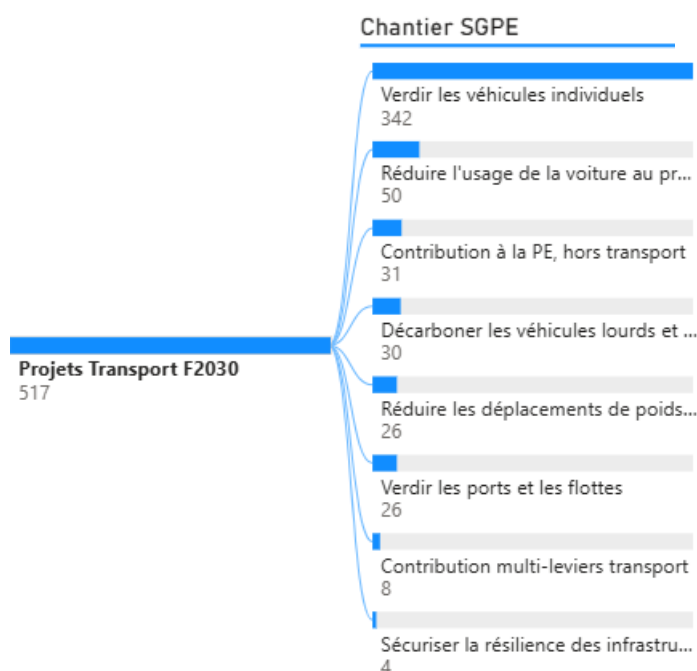 Chantier SGPE
Verdir les véhicules individuels
342
Réduire l'usage de la voiture au pr...
50
Contribution à la PE, hors transport
31
Décarboner les véhicules lourds et ...
30
Projets Transport F2030
517
Réduire les déplacements de poids...
26
Verdir les ports et les flottes
26
Contribution multi-leviers transport
8
Sécuriser la résilience des infrastru...
4